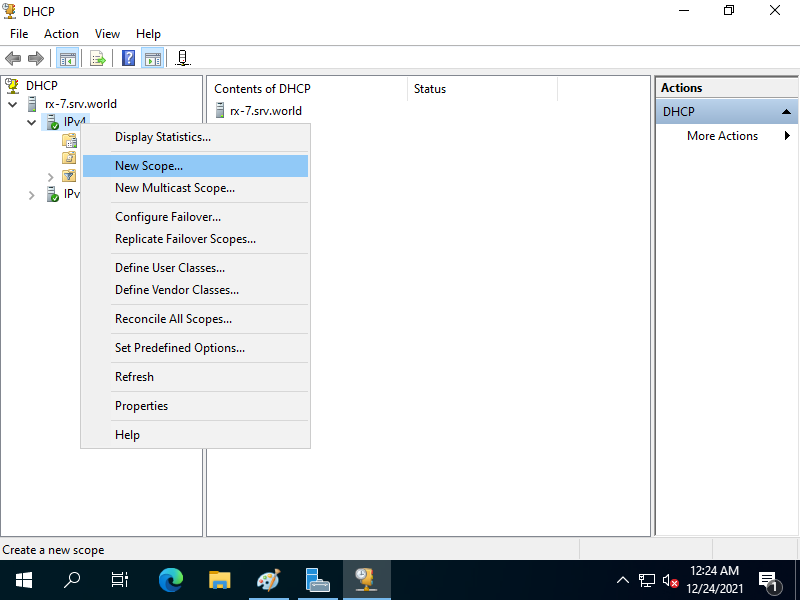 DHCP
File Action View Help
DHCP
rx-7.srv.world
IPv4
IPv
Display Statistics...
New Scope...
New Multicast Scope...
Configure Failover...
Replicate Failover Scopes...
Define User Classes...
Define Vendor Classes...
Reconcile All Scopes...
Set Predefined Options...
Refresh
Properties
Help
Contents of DHCP Status
rx-7.srv.world
Actions
DHCP
More Actions
Create a new scope
12:24 AM
12/24/2021
1